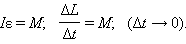 Iε = M;  ΔL/Δt = M;  (Δt → 0).